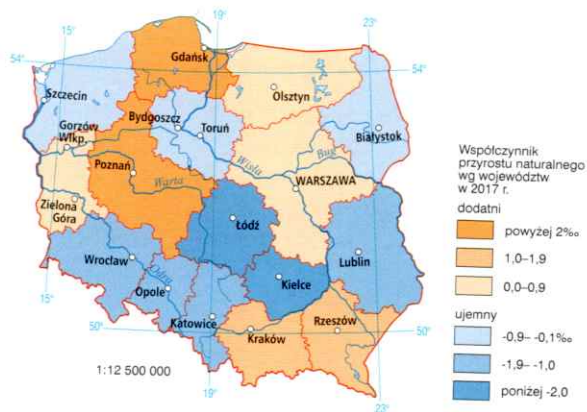 15°
19°
23°
54°
54°
Gdańsk
Olsztyn
Szczecin
Gorzów
Wlkp.
Bydgoszcz
Toruń
Białystok
Poznań
Warta
Wisła
Bug
WARSZAWA
Zielona
Góra
Łódź
Wrocław
Odra
Opole
Lublin
Kielce
Katowice
Kraków
Rzeszów
15°
50°
50°
19°
23°
1:12 500 000
Współczynnik
przyrostu naturalnego
wg województw
w 2017 r.
dodatni
powyżej 2‰
1,0–1,9
0,0–0,9
ujemny
-0,9– -0,1‰
-1,9– -1,0
poniżej -2,0